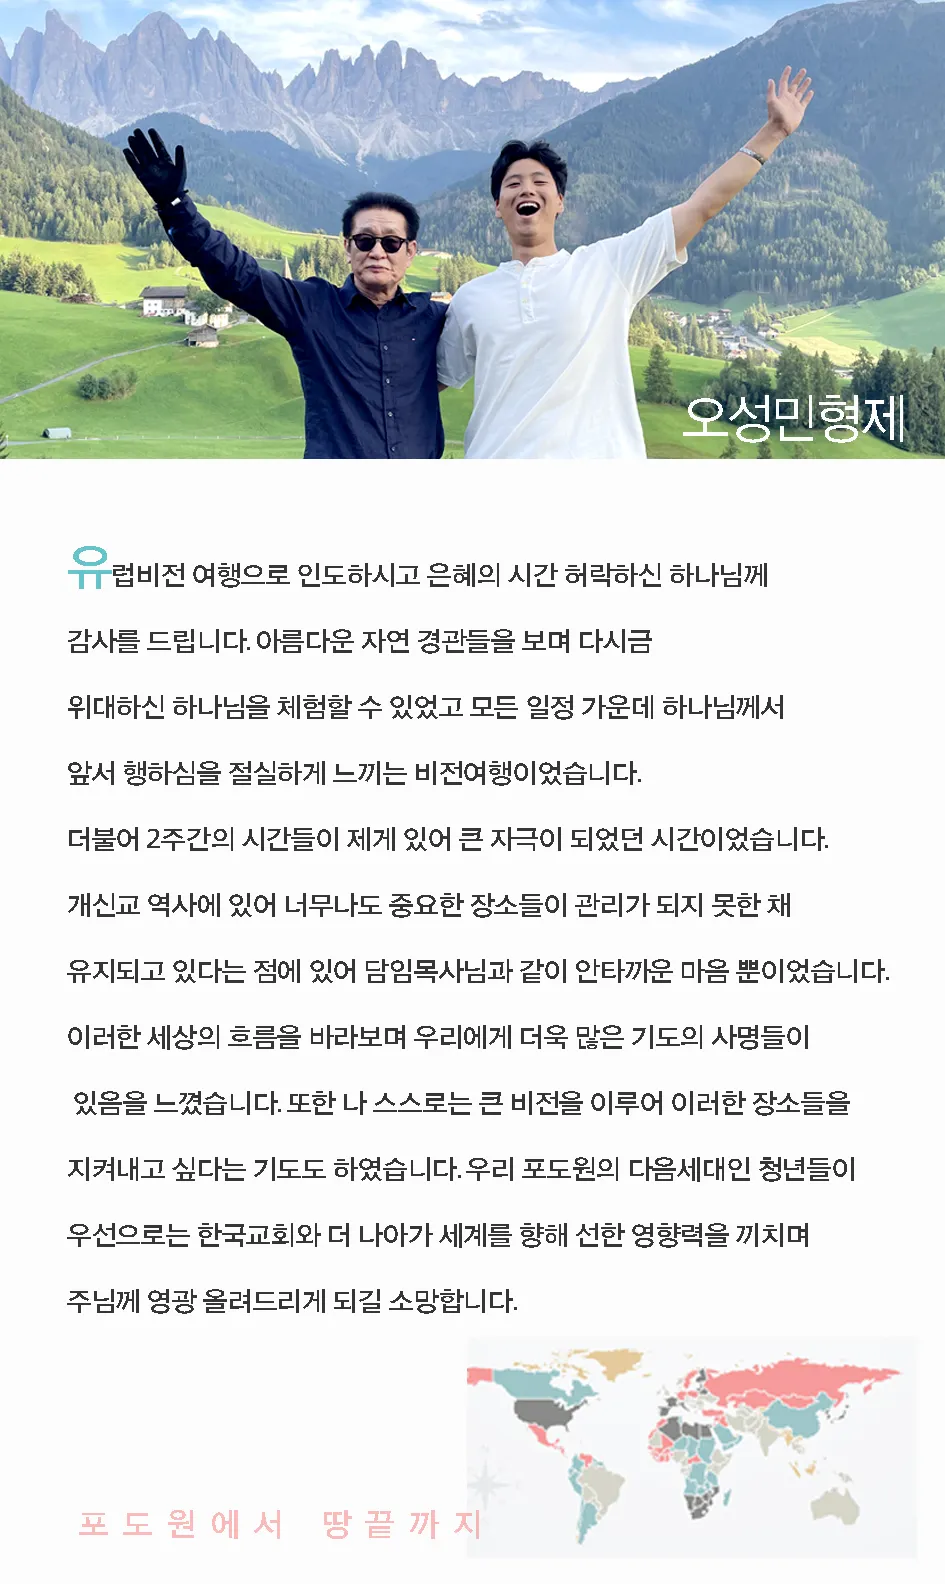 오성민형제
유럽비전 여행으로 인도하시고 은혜의 시간 허락하신 하나님께
감사를 드립니다. 아름다운 자연 경관들을 보며 다시금
위대하신 하나님을 체험할 수 있었고 모든 일정 가운데 하나님께서
앞서 행하심을 절실하게 느끼는 비전여행이었습니다.
더불어 2주간의 시간들이 제게 있어 큰 자극이 되었던 시간이었습니다.
개신교 역사에 있어 너무나도 중요한 장소들이 관리가 되지 못한 채
유지되고 있다는 점에 있어 담임목사님과 같이 안타까운 마음 뿐이었습니다.
이러한 세상의 흐름을 바라보며 우리에게 더욱 많은 기도의 사명들이
있음을 느꼈습니다. 또한 나 스스로는 큰 비전을 이루어 이러한 장소들을
지켜내고 싶다는 기도도 하였습니다. 우리 포도원의 다음세대인 청년들이
우선으로는 한국교회와 더 나아가 세계를 향해 선한 영향력을 끼치며
주님께 영광 올려드리게 되길 소망합니다.
포도원에서 땅끝까지